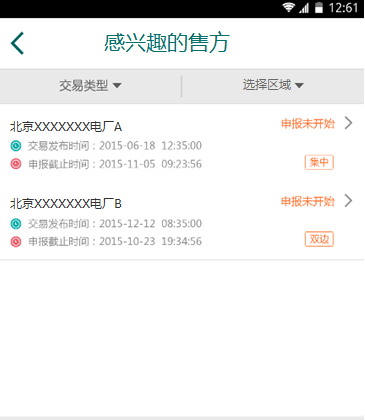 12:61
感兴趣的售方
交易类型 选择区域
北京XXXXXXX电厂A 申报未开始
交易发布时间：2015-06-18 12:35:00
申报截止时间：2015-11-05 09:23:56 集中
北京XXXXXXX电厂B 申报未开始
交易发布时间：2015-12-12 08:35:00
申报截止时间：2015-10-23 19:34:56 双边